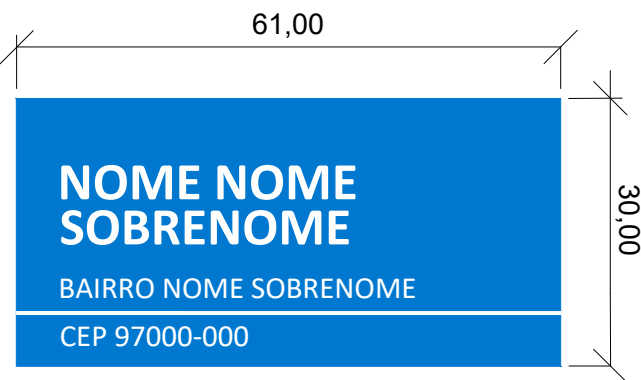 61,00
NOME NOME
SOBRENOME
BAIRRO NOME SOBRENOME
CEP 97000-000
30,00